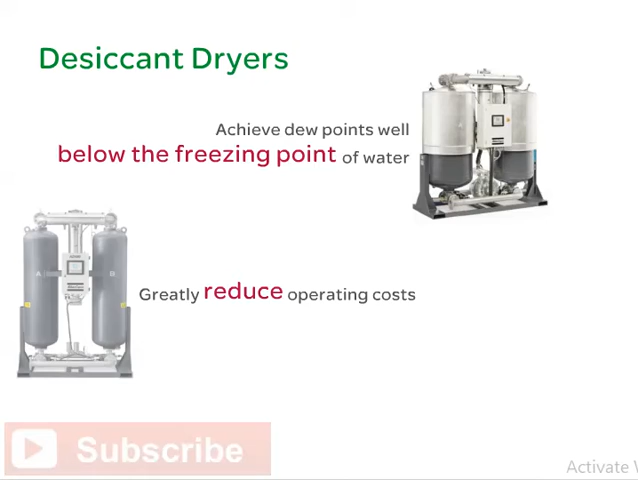 Desiccant Dryers
Achieve dew points well
below the freezing point of water
A B
Greatly reduce operating costs
Subscribe
Activate W